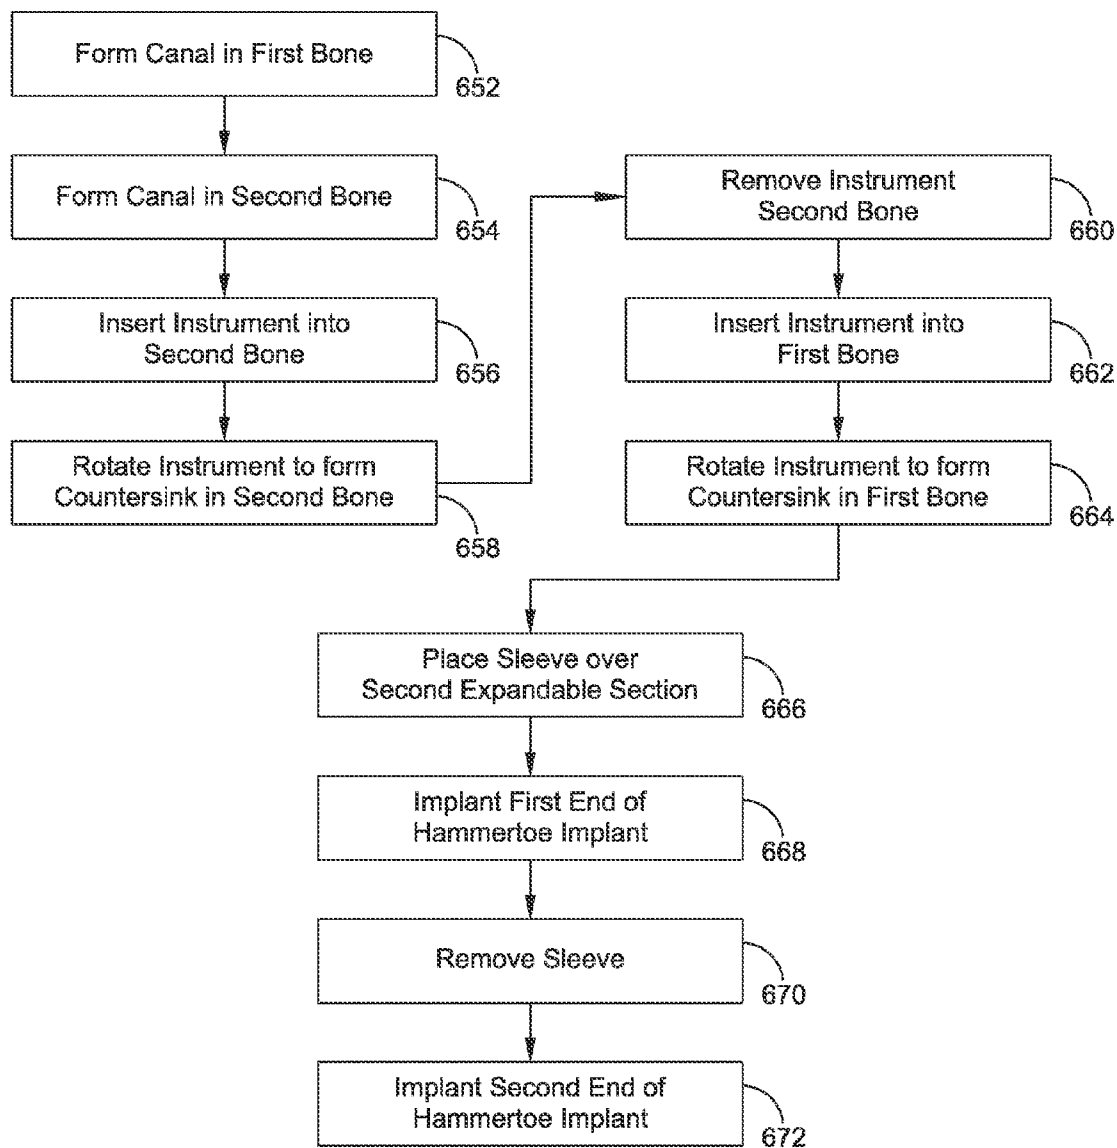 Form Canal in First Bone
652
Form Canal in Second Bone
654
Insert Instrument into
Second Bone
656
Rotate Instrument to form
Countersink in Second Bone
658
Remove Instrument
Second Bone
660
Insert Instrument into
First Bone
662
Rotate Instrument to form
Countersink in First Bone
664
Place Sleeve over
Second Expandable Section
666
Implant First End of
Hammertoe Implant
668
Remove Sleeve
670
Implant Second End of
Hammertoe Implant
672